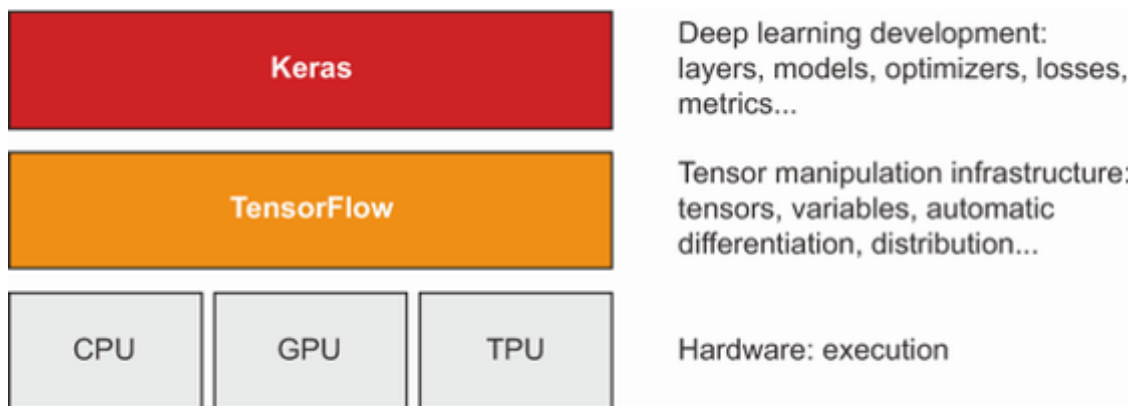 Keras
Deep learning development:
layers, models, optimizers, losses,
metrics...
TensorFlow
Tensor manipulation infrastructure:
tensors, variables, automatic
differentiation, distribution...
CPU
GPU
TPU
Hardware: execution